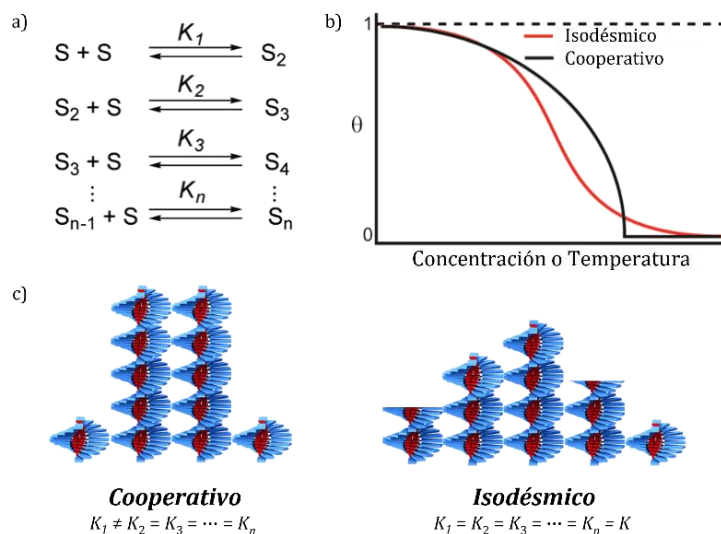 a)
S + S K1 S2
S2 + S K2 S3
S3 + S K3 S4
⋮ ⋮
Sn-1 + S Kn Sn
b)
1
Isodésmico
Cooperativo
θ
0
Concentración o Temperatura
c)
Cooperativo
K1 ≠ K2 = K3 = ··· = Kn
Isodésmico
K1 = K2 = K3 = ··· = Kn = K